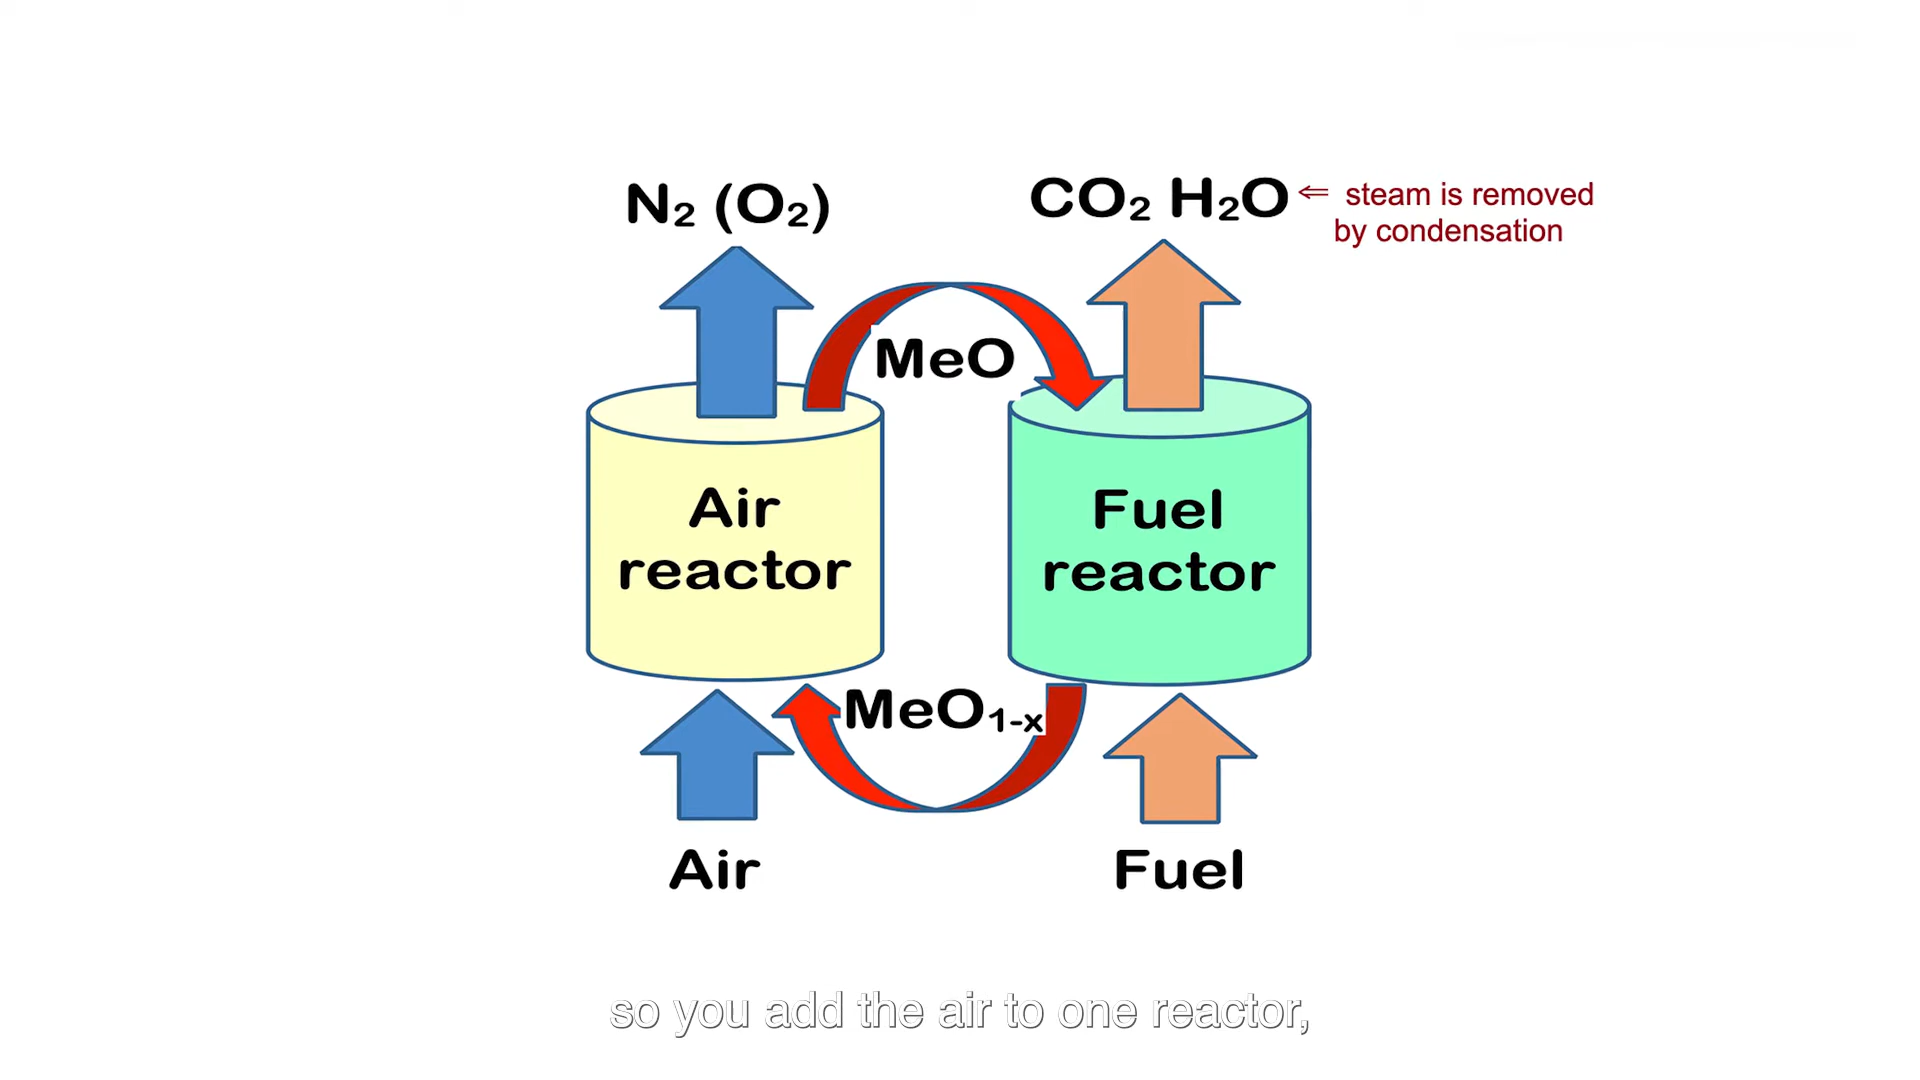 N₂ (O₂)
CO₂ H₂O ⇐ steam is removed
by condensation
MeO
Air
reactor
Fuel
reactor
MeO₁₋ₓ
Air
Fuel
so you add the air to one reactor,